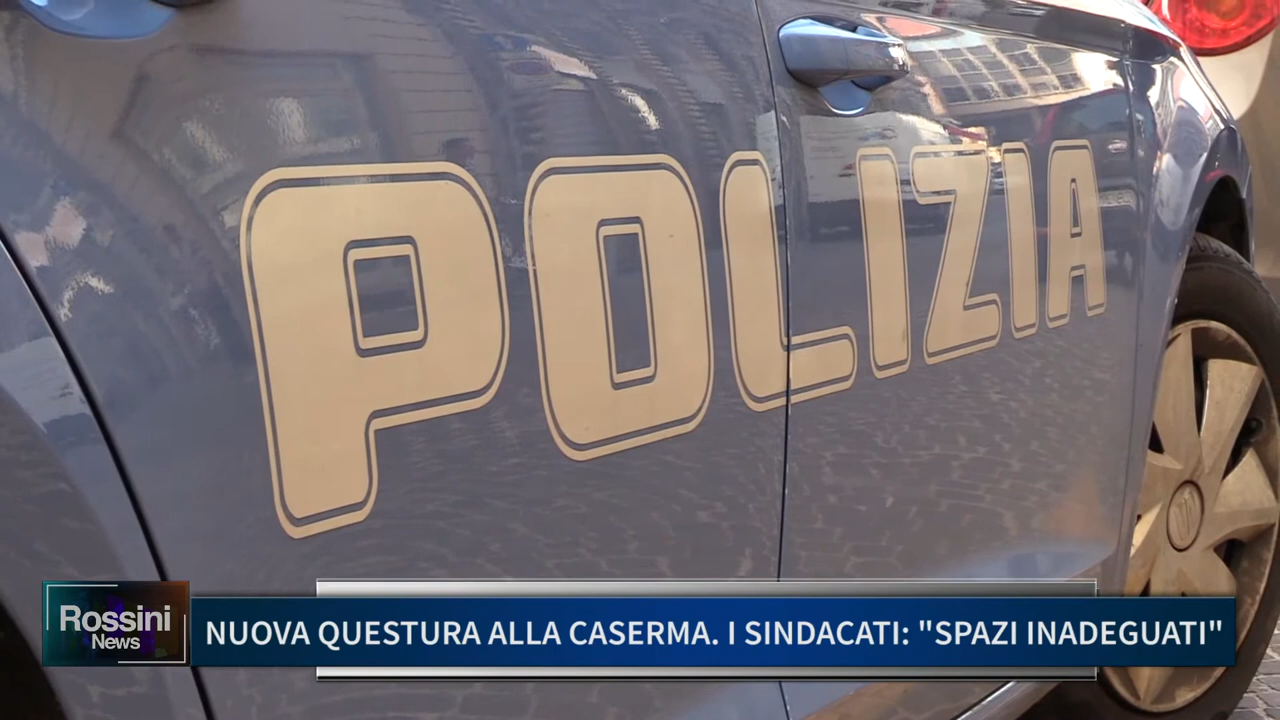 POLIZIA
Rossini
News
NUOVA QUESTURA ALLA CASERMA. I SINDACATI: "SPAZI INADEGUATI"